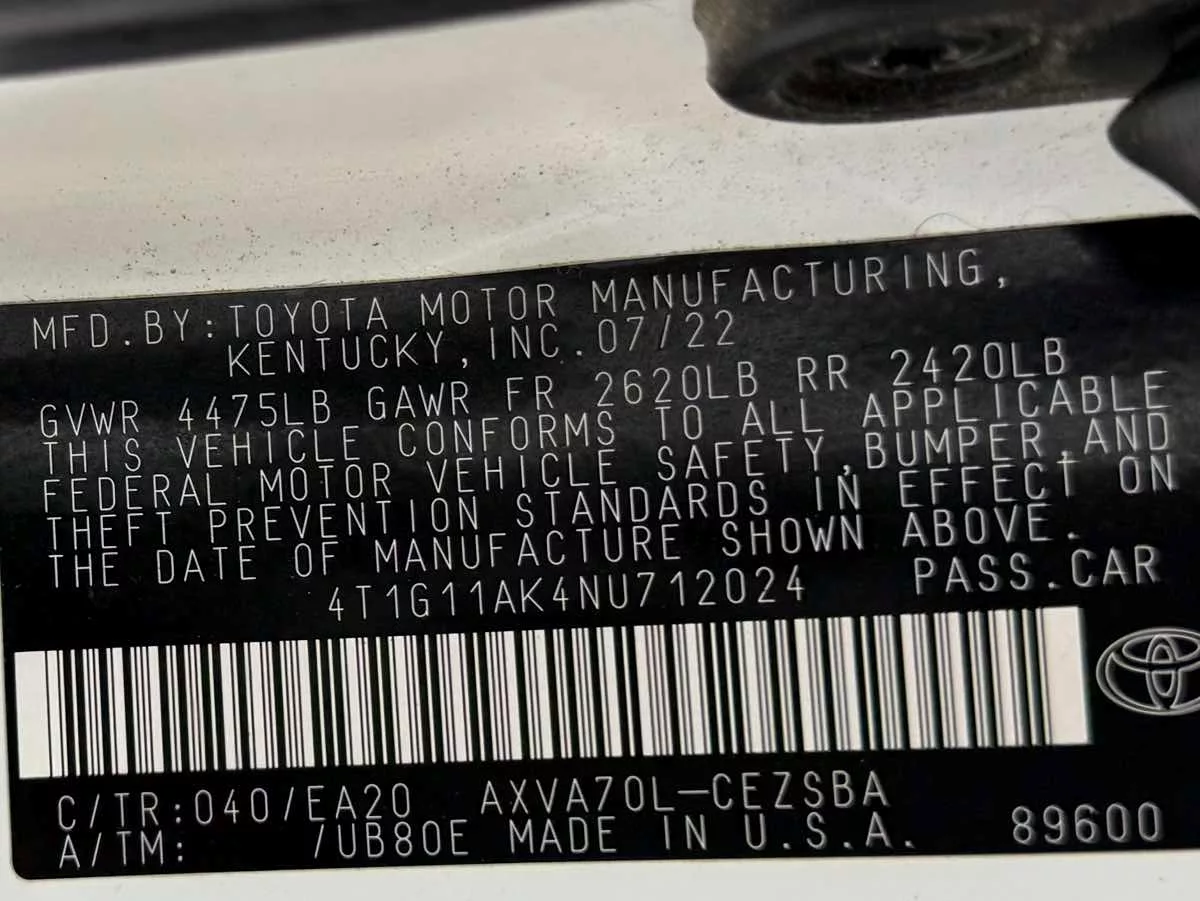 MFD.BY:TOYOTA MOTOR MANUFACTURING,
KENTUCKY,INC.07/22
GVWR 4475LB GAWR FR 2620LB RR 2420LB
THIS VEHICLE CONFORMS TO ALL APPLICABLE
FEDERAL MOTOR VEHICLE SAFETY,BUMPER,AND
THEFT PREVENTION STANDARDS IN EFFECT ON
THE DATE OF MANUFACTURE SHOWN ABOVE.
4T1G11AK4NU712024 PASS.CAR
C/TR:040/EA20 AXVA70L-CEZSBA
A/TM: /UB80E MADE IN U.S.A. 89600